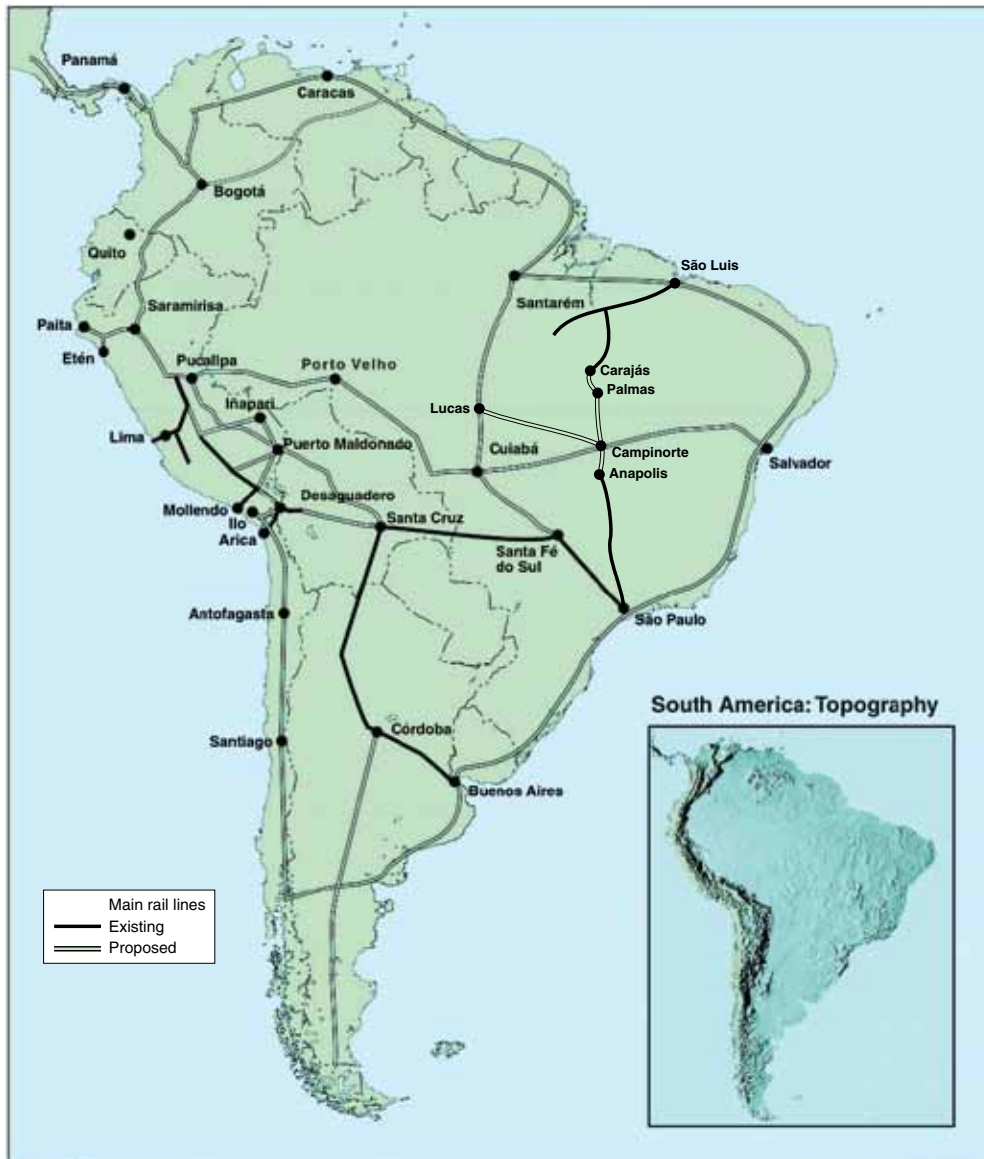 Panamá
Caracas
Bogotá
Quito
São Luis
Santarém
Saramirisa
Paita
Etén
Pucallpa
Porto Velho
Carajás
Palmas
Iñapari
Lucas
Lima
Puerto Maldonado
Cuiabá
Campinorte
Salvador
Anapolis
Desaguadero
Mollendo
Ilo
Santa Cruz
Arica
Santa Fé
do Sul
Antofagasta
São Paulo
South America: Topography
Santiago
Córdoba
Buenos Aires
Main rail lines
Existing
Proposed